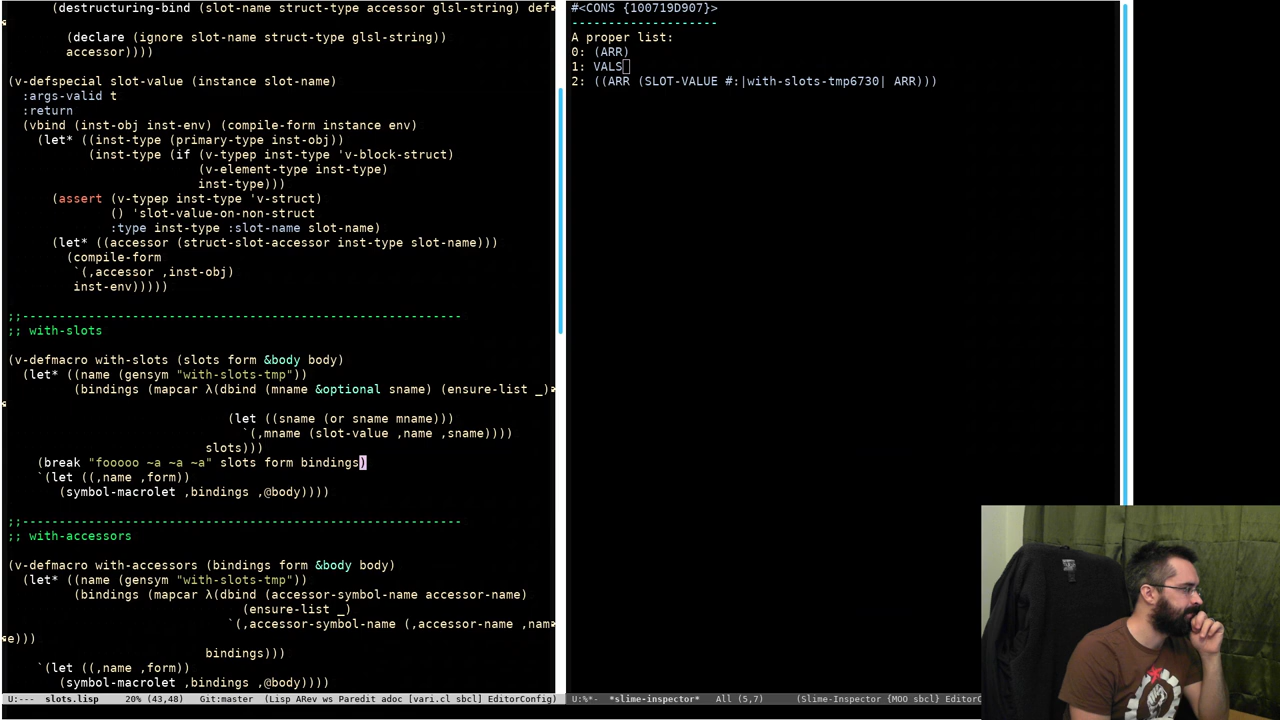 (destructuring-bind (slot-name struct-type accessor glsl-string) def
(declare (ignore slot-name struct-type glsl-string))
accessor))))
(v-defspecial slot-value (instance slot-name)
:args-valid t
:return
(vbind (inst-obj inst-env) (compile-form instance env)
(let* ((inst-type (primary-type inst-obj))
(inst-type (if (v-typep inst-type 'v-block-struct)
(v-element-type inst-type)
inst-type)))
(assert (v-typep inst-type 'v-struct)
() 'slot-value-on-non-struct
:type inst-type :slot-name slot-name)
(let* ((accessor (struct-slot-accessor inst-type slot-name)))
(compile-form
`(,accessor ,inst-obj)
inst-env)))))
;;------------------------------------------------------------
;; with-slots
(v-defmacro with-slots (slots form &body body)
(let* ((name (gensym "with-slots-tmp"))
(bindings (mapcar λ(dbind (mname &optional sname) (ensure-list _)
(let ((sname (or sname mname)))
`(,mname (slot-value ,name ,sname))))
slots)))
(break "fooooo ~a ~a ~a" slots form bindings)
`(let ((,name ,form))
(symbol-macrolet ,bindings ,@body))))
;;------------------------------------------------------------
;; with-accessors
(v-defmacro with-accessors (bindings form &body body)
(let* ((name (gensym "with-slots-tmp"))
(bindings (mapcar λ(dbind (accessor-symbol-name accessor-name)
(ensure-list _)
`(,accessor-symbol-name (,accessor-name ,nam
e)))
bindings)))
`(let ((,name ,form))
(symbol-macrolet ,bindings ,@body))))
U:--- slots.lisp 20% (43,48) Git:master (Lisp ARev ws Paredit adoc [vari.cl sbcl] EditorConfig)
#<CONS {100719D907}>
--------------------
A proper list:
0: (ARR)
1: VALS
2: ((ARR (SLOT-VALUE #:|with-slots-tmp6730| ARR)))
U:%*- *slime-inspector* All (5,7) (Slime-Inspector {MOO sbcl} EditorC